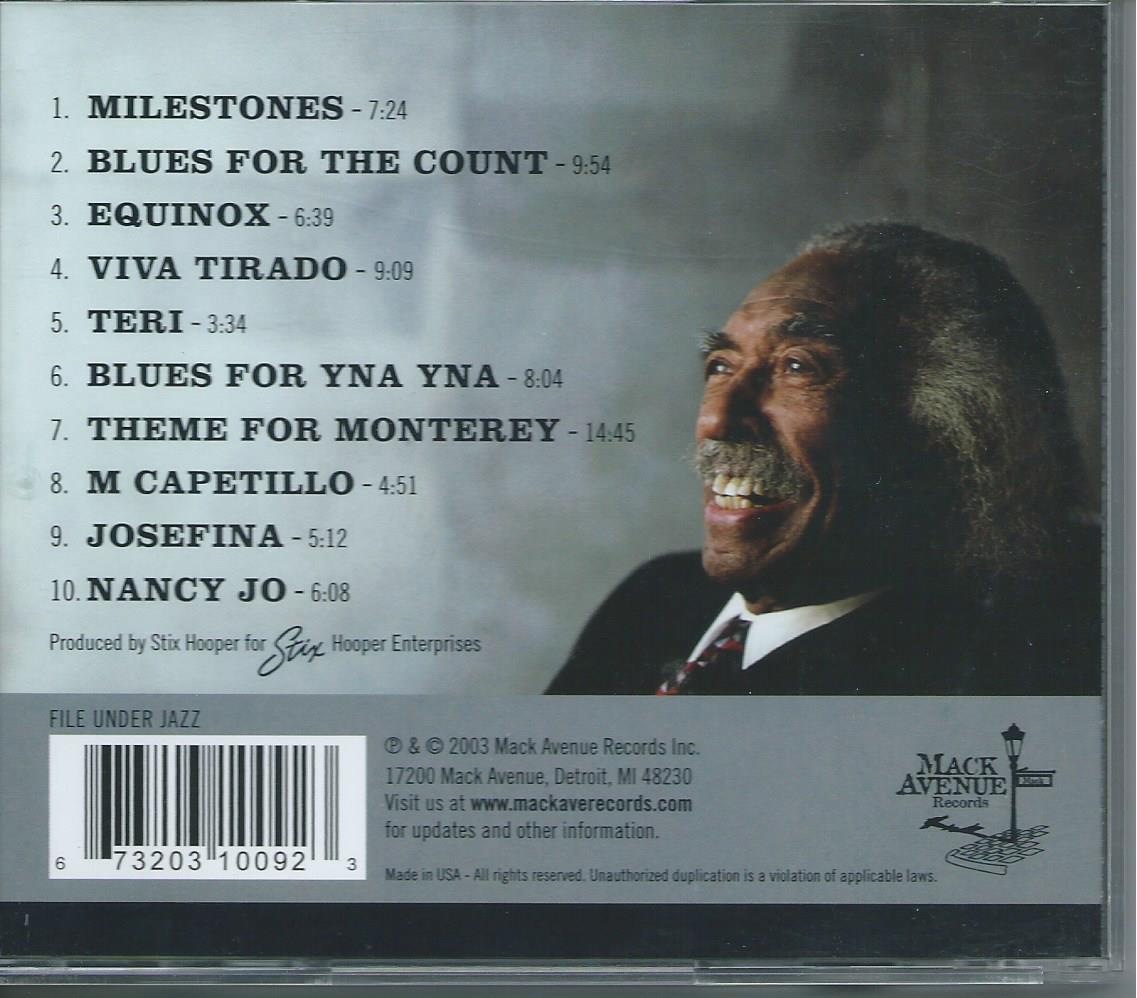 1. MILESTONES - 7:24
2. BLUES FOR THE COUNT - 9:54
3. EQUINOX - 6:39
4. VIVA TIRADO - 9:09
5. TERI - 3:34
6. BLUES FOR YNA YNA - 8:04
7. THEME FOR MONTEREY - 14:45
8. M CAPETILLO - 4:51
9. JOSEFINA - 5:12
10. NANCY JO - 6:08
Produced by Stix Hooper for Stix Hooper Enterprises
FILE UNDER JAZZ
6 73203 10092 3
℗ & © 2003 Mack Avenue Records Inc.
17200 Mack Avenue, Detroit, MI 48230
Visit us at www.mackaverecords.com
for updates and other information.
Made in USA - All rights reserved. Unauthorized duplication is a violation of applicable laws.
MACK
AVENUE
Records
Mack